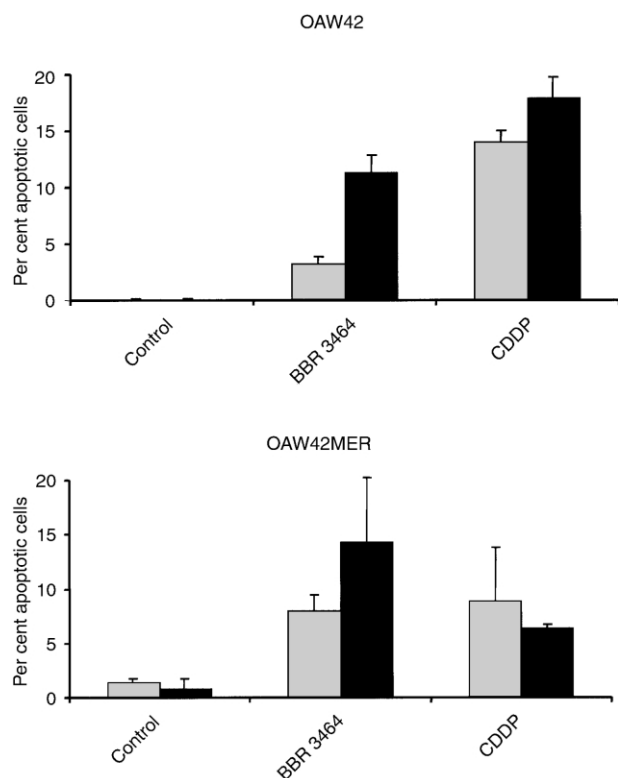 OAW42
Per cent apoptotic cells
20
15
10
5
0
Control
BBR 3464
CDDP
OAW42MER
Per cent apoptotic cells
20
15
10
5
0
Control
BBR 3464
CDDP